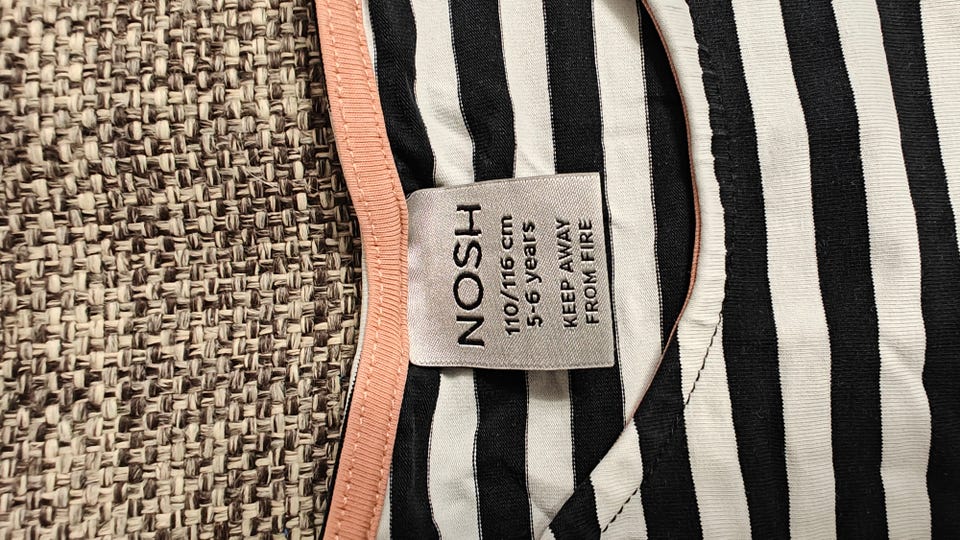 NOSH
110/116 cm
5-6 years
KEEP AWAY
FROM FIRE